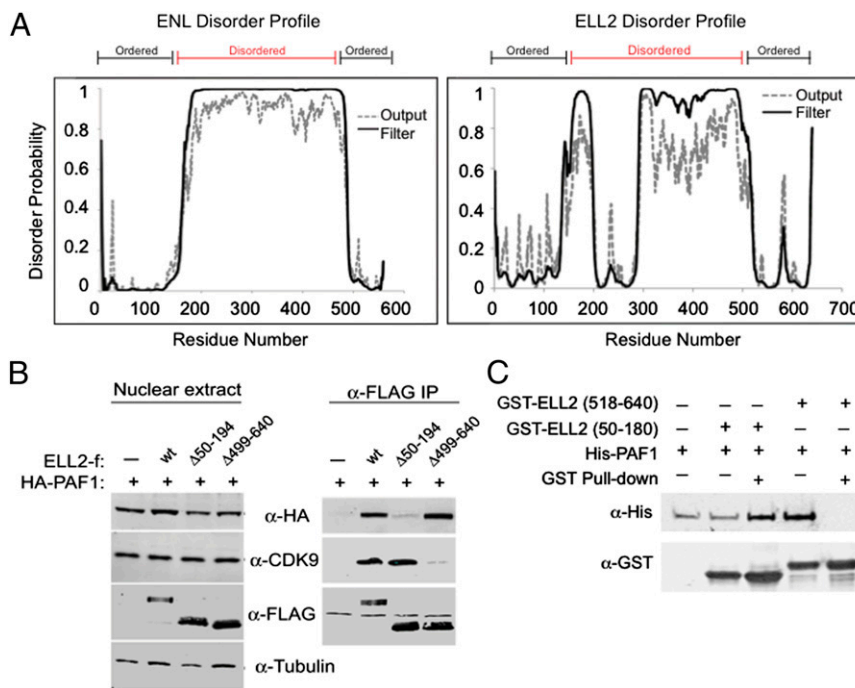 A
ENL Disorder Profile
Ordered
Disordered
Ordered
Output
Filter
Disorder Probability
1
0.8
0.6
0.4
0.2
0
0 100 200 300 400 500 600
Residue Number
ELL2 Disorder Profile
Ordered
Disordered
Ordered
Output
Filter
1
0.8
0.6
0.4
0.2
0
0 100 200 300 400 500 600 700
Residue Number
B
Nuclear extract
α-FLAG IP
ELL2-f: – wt Δ50-194 Δ499-640 – wt Δ50-194 Δ499-640
HA-PAF1: + + + + + + + +
α-HA
α-CDK9
α-FLAG
α-Tubulin
C
GST-ELL2 (518-640) – – – + +
GST-ELL2 (50-180) – + + – –
His-PAF1 + + + + +
GST Pull-down – – + – +
α-His
α-GST